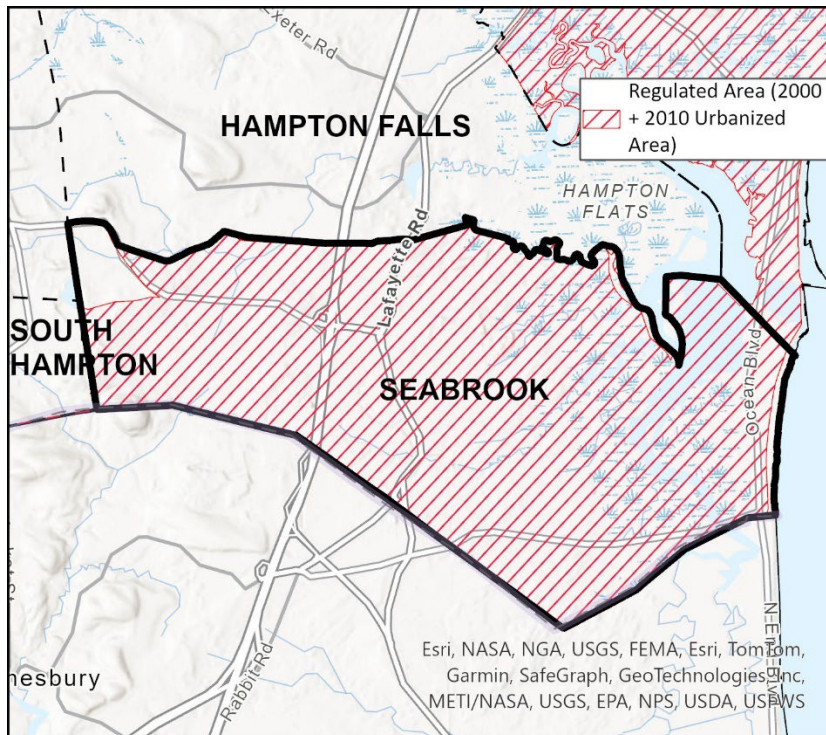 Exeter Rd
HAMPTON FALLS
Regulated Area (2000
+ 2010 Urbanized
Area)
HAMPTON
FLATS
Lafayette Rd
SOUTH
HAMPTON
SEABROOK
Ocean Blvd
Rabbit Rd
nesbury
Esri, NASA, NGA, USGS, FEMA, Esri, TomTom,
Garmin, SafeGraph, GeoTechnologies, Inc,
METI/NASA, USGS, EPA, NPS, USDA, USFWS